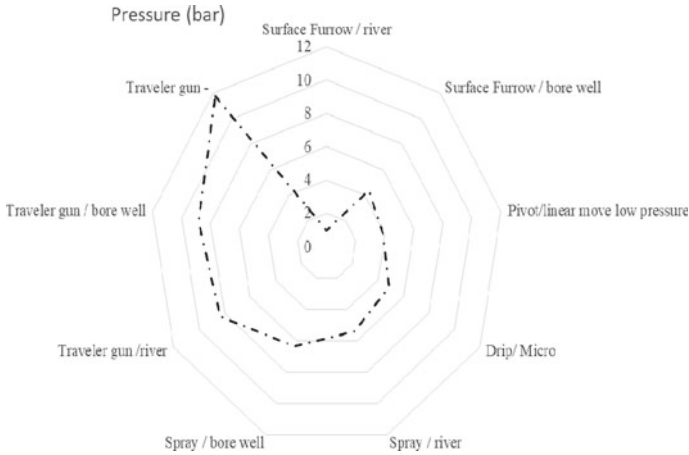 Pressure (bar)
Surface Furrow / river
12
Traveler gun -
10
Surface Furrow / bore well
8
6
4
Traveler gun / bore well
2
Pivot/linear move low pressure
0
Traveler gun /river
Drip/ Micro
Spray / bore well
Spray / river